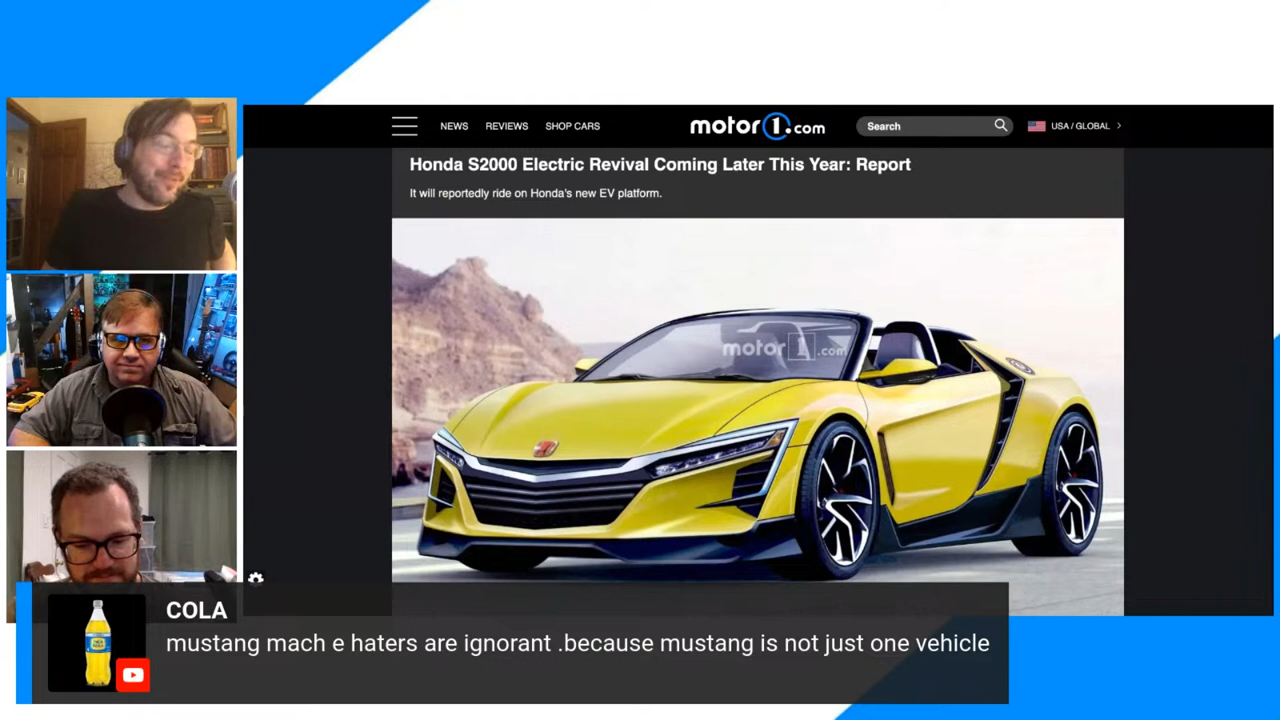 NEWS REVIEWS SHOP CARS motor1.com Search USA / GLOBAL
Honda S2000 Electric Revival Coming Later This Year: Report
It will reportedly ride on Honda's new EV platform.
motor1.com
COLA
mustang mach e haters are ignorant .because mustang is not just one vehicle